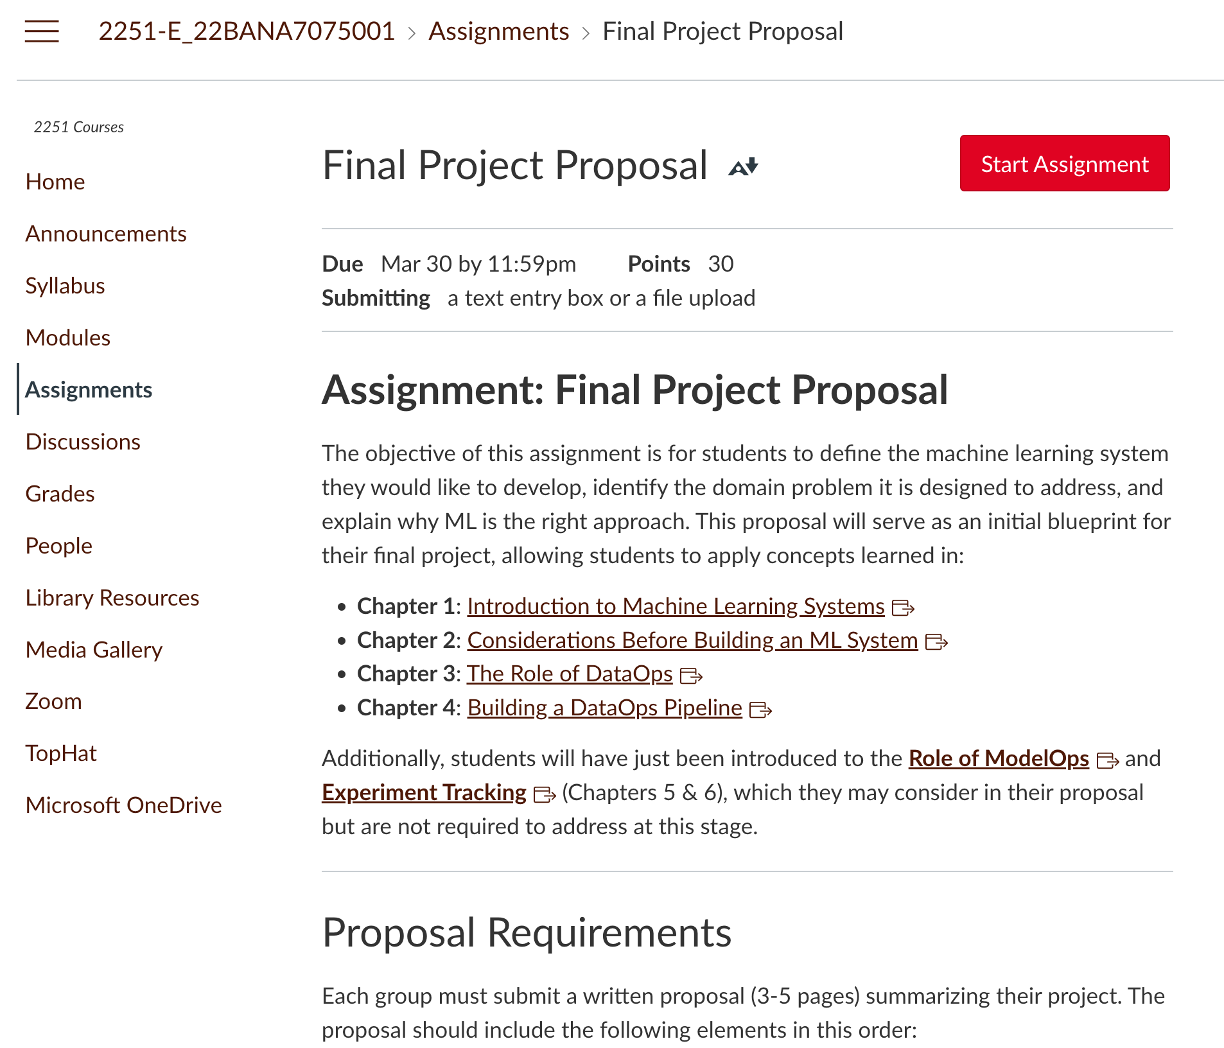 2251-E_22BANA7075001 > Assignments > Final Project Proposal
2251 Courses
Home
Announcements
Syllabus
Modules
Assignments
Discussions
Grades
People
Library Resources
Media Gallery
Zoom
TopHat
Microsoft OneDrive
Final Project Proposal
Start Assignment
Due Mar 30 by 11:59pm Points 30
Submitting a text entry box or a file upload
Assignment: Final Project Proposal
The objective of this assignment is for students to define the machine learning system
they would like to develop, identify the domain problem it is designed to address, and
explain why ML is the right approach. This proposal will serve as an initial blueprint for
their final project, allowing students to apply concepts learned in:
• Chapter 1: Introduction to Machine Learning Systems
• Chapter 2: Considerations Before Building an ML System
• Chapter 3: The Role of DataOps
• Chapter 4: Building a DataOps Pipeline
Additionally, students will have just been introduced to the Role of ModelOps and
Experiment Tracking (Chapters 5 & 6), which they may consider in their proposal
but are not required to address at this stage.
Proposal Requirements
Each group must submit a written proposal (3-5 pages) summarizing their project. The
proposal should include the following elements in this order: